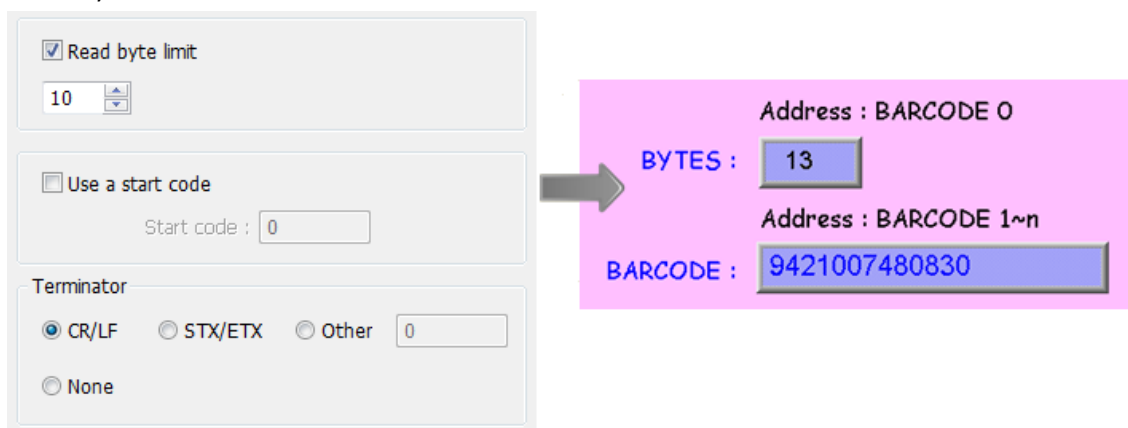 Read byte limit
10
Use a start code
Start code : 0
Terminator
CR/LF STX/ETX Other 0
None
Address : BARCODE 0
BYTES : 13
Address : BARCODE 1~n
BARCODE : 9421007480830